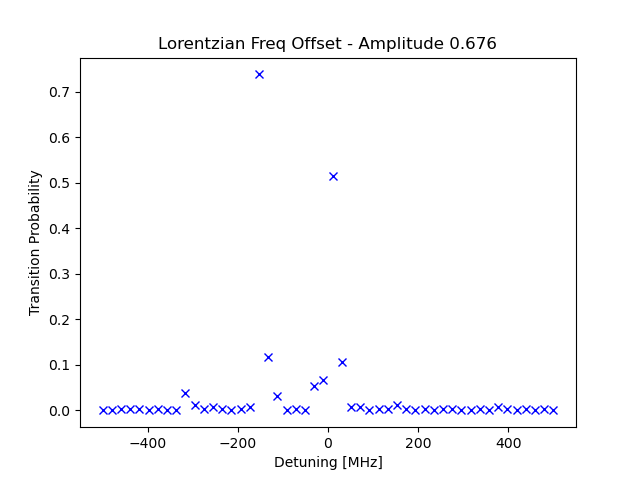 Lorentzian Freq Offset - Amplitude 0.676
Transition Probability
0.7
0.6
0.5
0.4
0.3
0.2
0.1
0.0
−400 −200 0 200 400
Detuning [MHz]